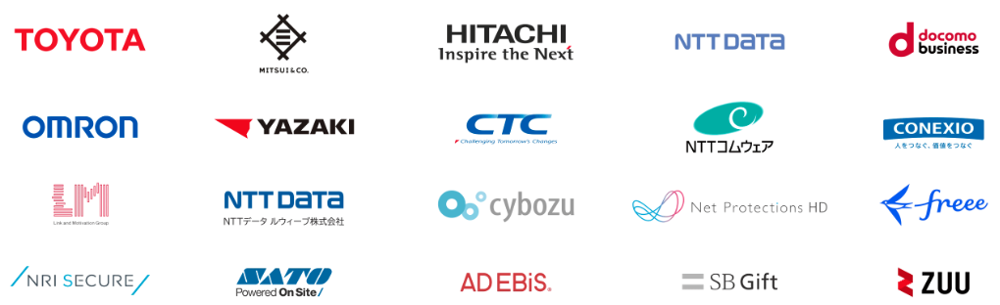 TOYOTA
MITSUI & CO.
HITACHI
Inspire the Next
NTT DATA
docomo
business
OMRON
YAZAKI
CTC
Challenging Tomorrow's Changes
NTTコムウェア
CONEXIO
人をつなぐ、価値をつなぐ
LM
Link and Motivation Group
NTT DATA
NTTデータ ルウィーブ株式会社
cybozu
Net Protections HD
freee
NRI SECURE
SATO
Powered On Site
AD EBiS®
SB Gift
ZUU